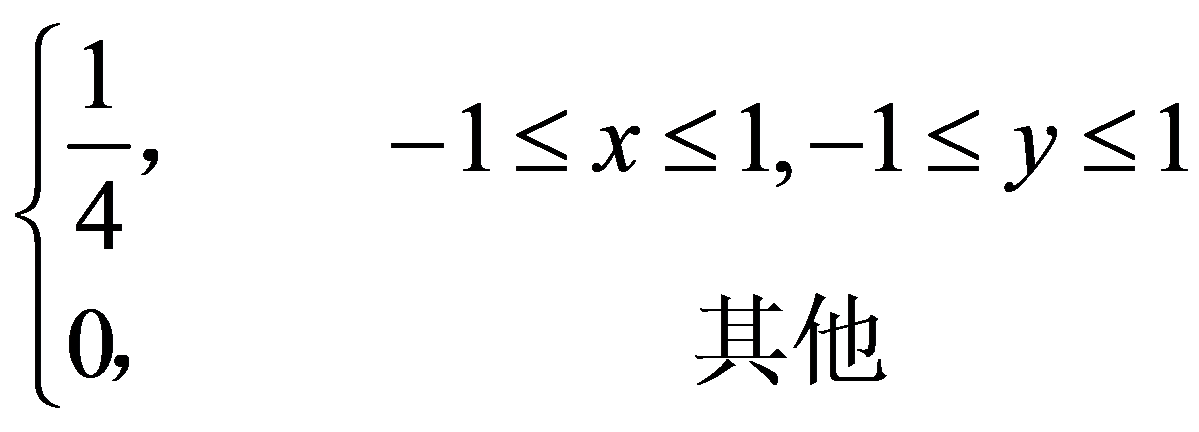 1/4, −1 ≤ x ≤ 1, −1 ≤ y ≤ 1
0, 其他